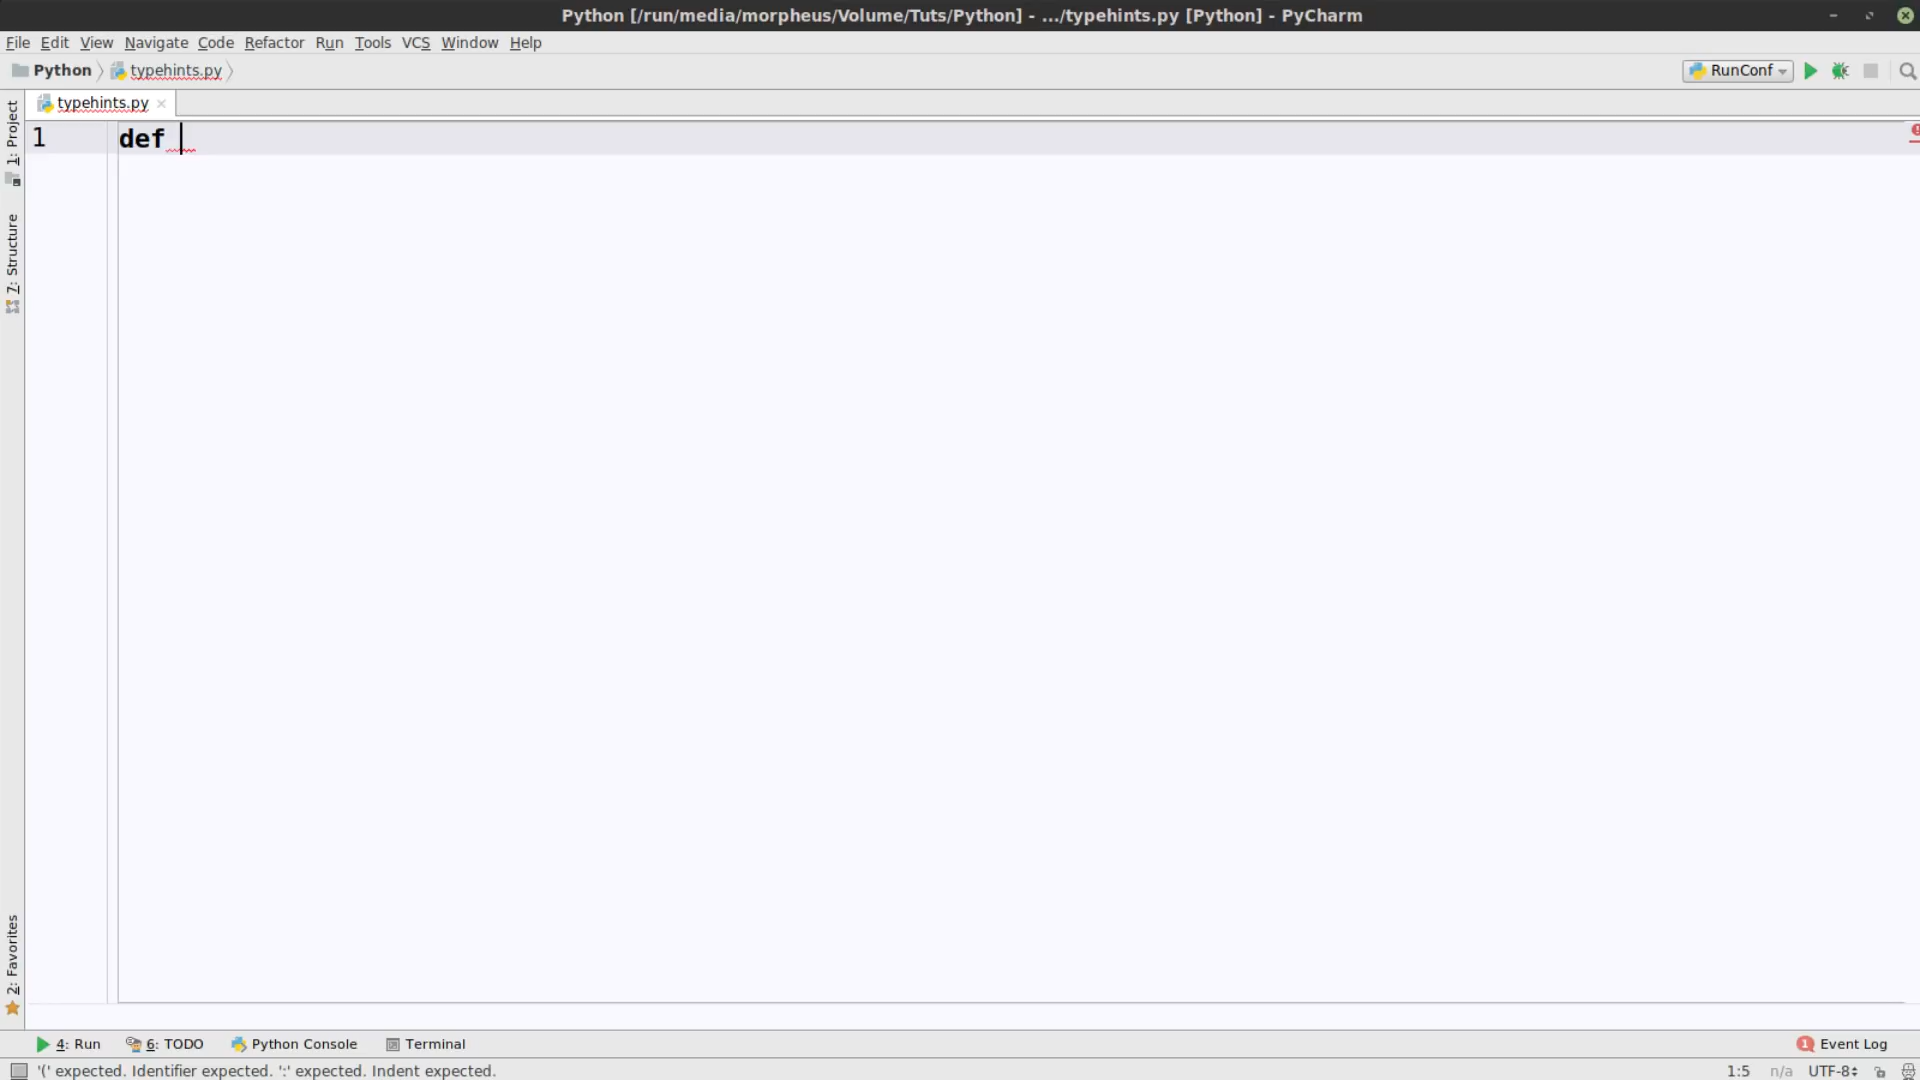 Python [/run/media/morpheus/Volume/Tuts/Python] - .../typehints.py [Python] - PyCharm
File Edit View Navigate Code Refactor Run Tools VCS Window Help
Python typehints.py RunConf
typehints.py
1: Project
1 def
7: Structure
2: Favorites
4: Run 6: TODO Python Console Terminal 1 Event Log
'(' expected. Identifier expected. ':' expected. Indent expected. 1:5 n/a UTF-8